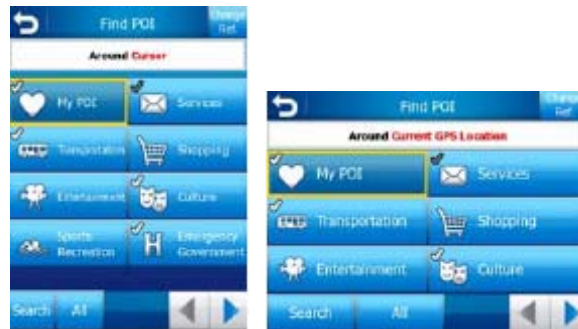 Find POI
Change
Ref.
Around Cursor
My POI
Services
Transportation
Shopping
Entertainment
Culture
Sports
Recreation
Emergency
Government
Search
All
Find POI
Change
Ref
Around Current GPS Location
My POI
Services
Transportation
Shopping
Entertainment
Culture
Search
All